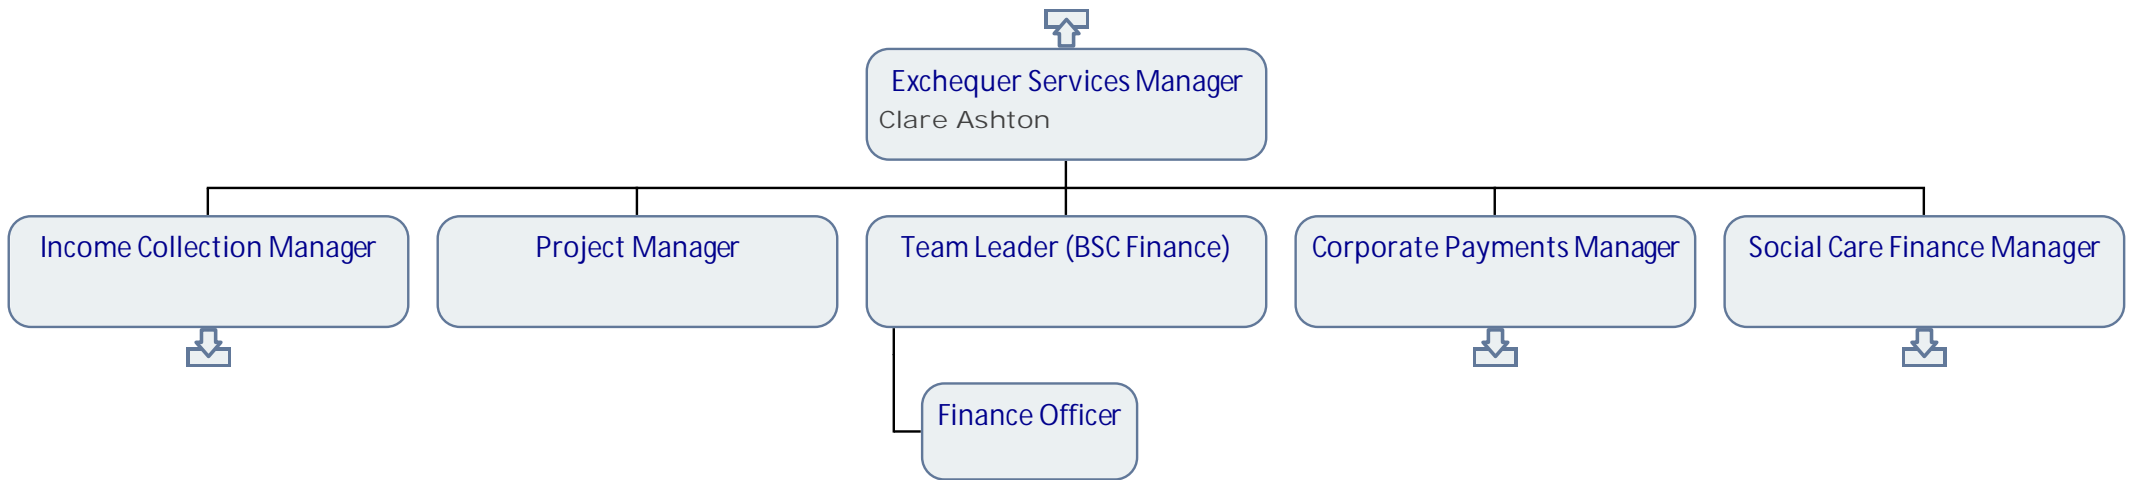 Exchequer Services Manager
Clare Ashton
Income Collection Manager
Project Manager
Team Leader (BSC Finance)
Corporate Payments Manager
Social Care Finance Manager
Finance Officer